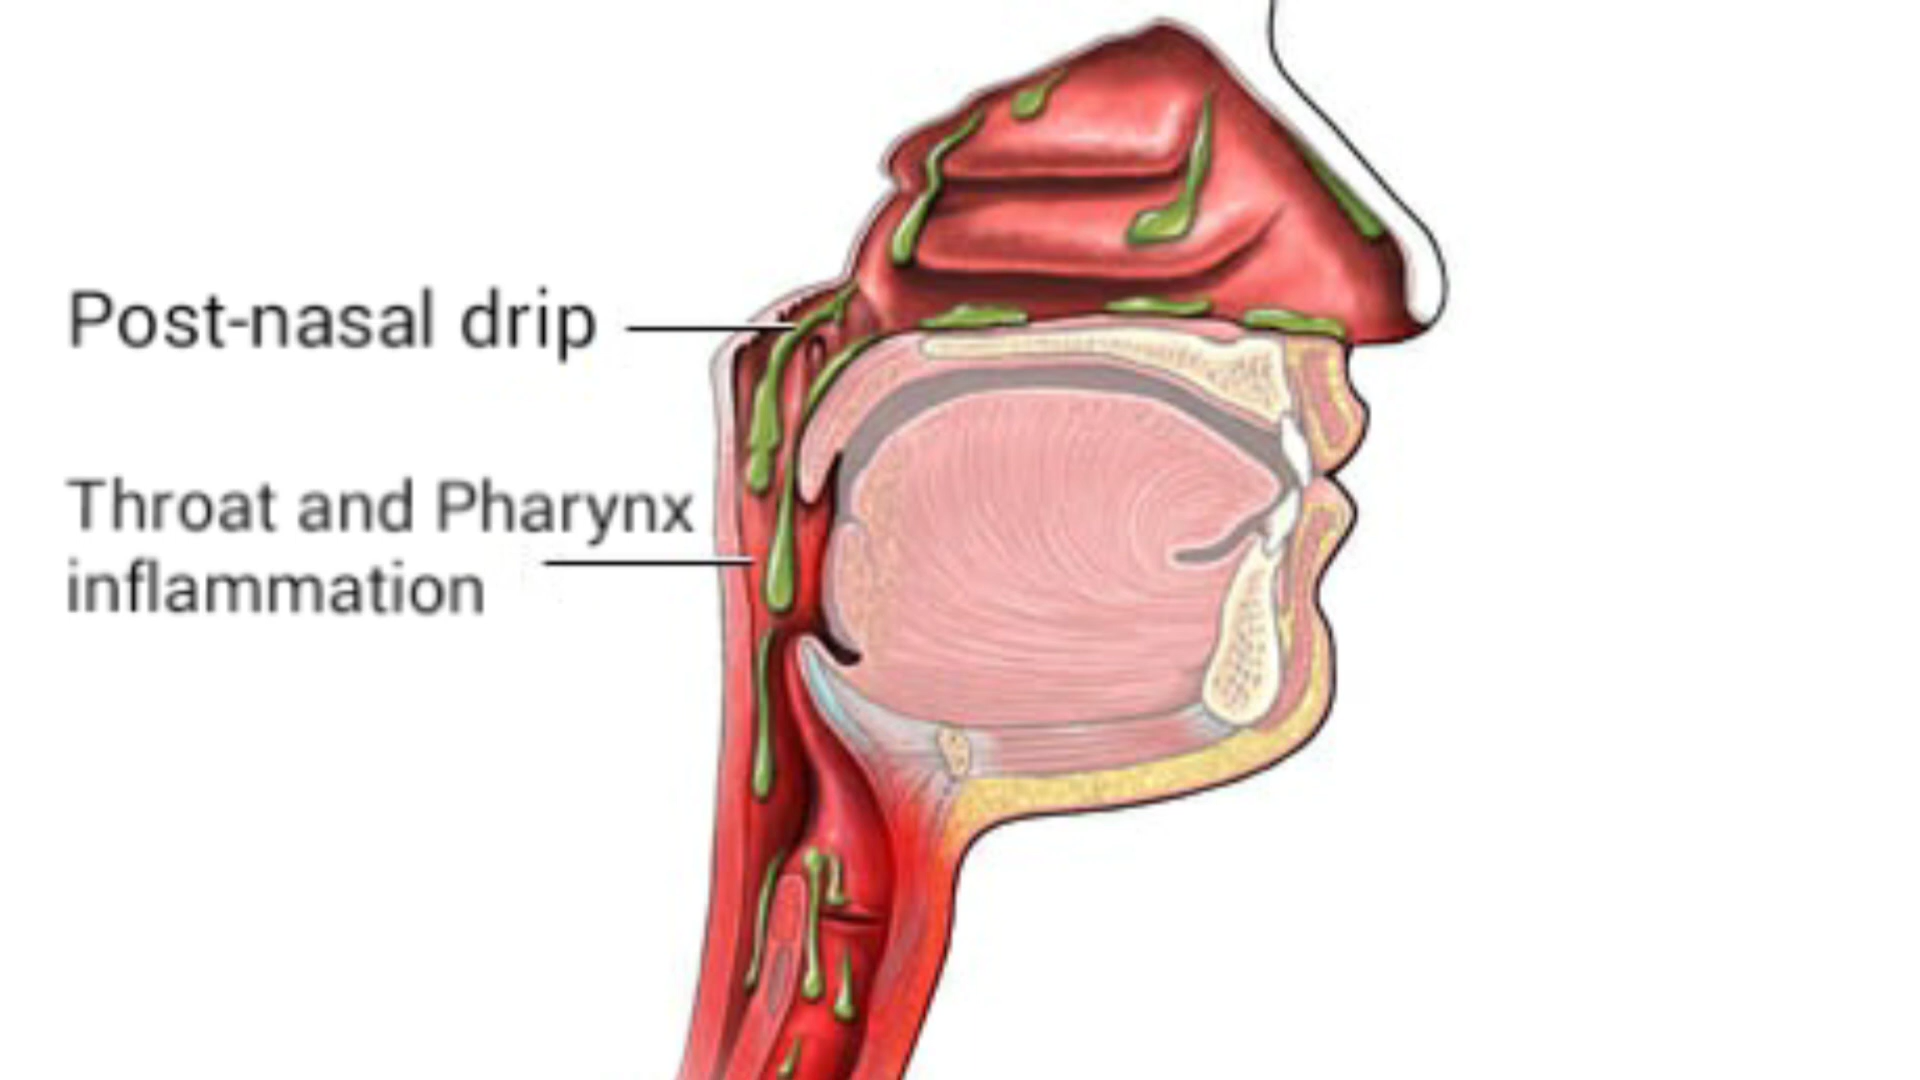 Post-nasal drip
Throat and Pharynx
inflammation